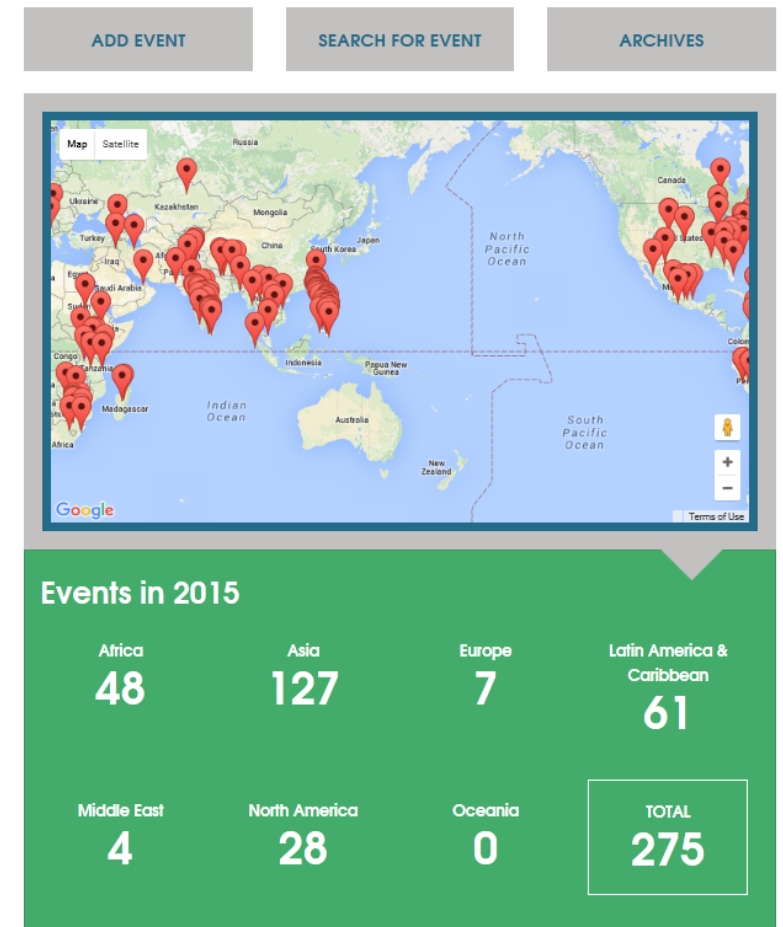 ADD EVENT
SEARCH FOR EVENT
ARCHIVES
Map
Satellite
Russia
Canada
Ukraine
Kazakhstan
Mongolia
North
Pacific
Ocean
Turkey
China
Japan
South Korea
Iraq
Saudi Arabia
Congo
Tanzania
Indonesia
Papua New
Guinea
Madagascar
Indian
Ocean
Australia
South
Pacific
Ocean
New
Zealand
Google
Terms of Use
Events in 2015
Africa
48
Asia
127
Europe
7
Latin America &
Caribbean
61
Middle East
4
North America
28
Oceania
0
TOTAL
275